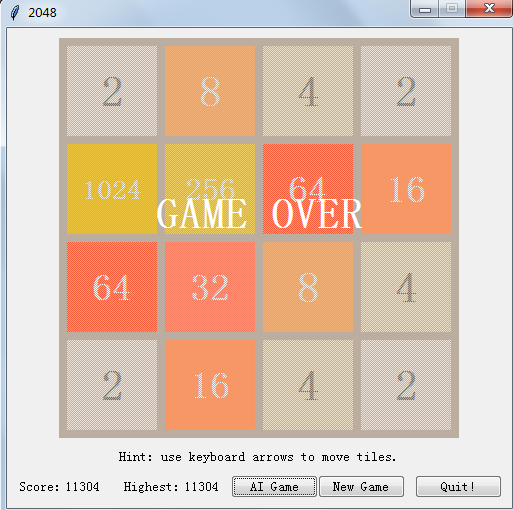 2048
2 8 4 2
1024 256 64 16
GAME OVER
64 32 8 4
2 16 4 2
Hint: use keyboard arrows to move tiles.
Score: 11304 Highest: 11304 AI Game New Game Quit!